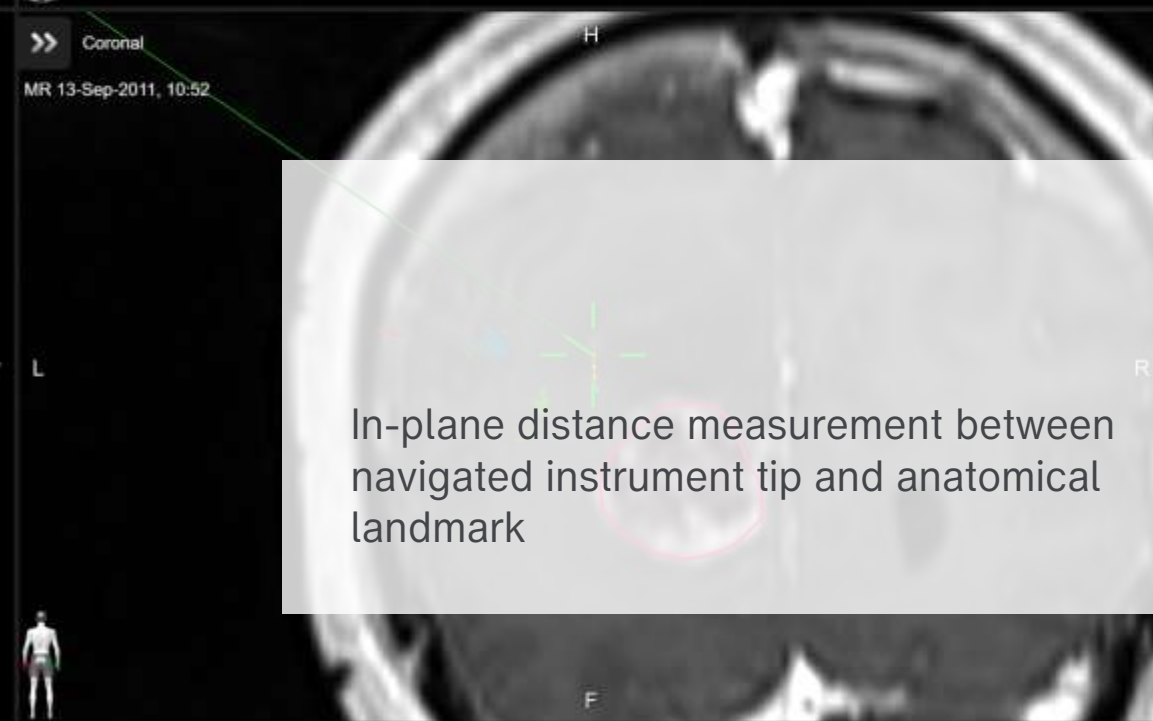 Coronal
H
MR 13-Sep-2011, 10:52
L
R
In-plane distance measurement between
navigated instrument tip and anatomical
landmark
F